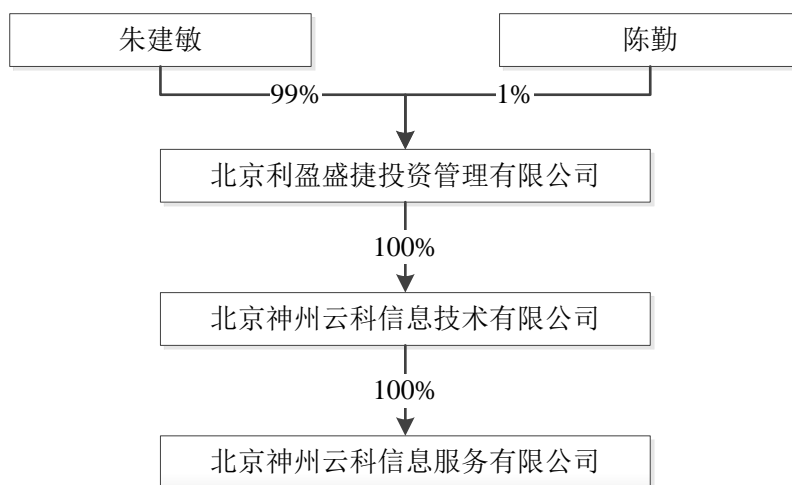 朱建敏
陈勤
99%
1%
北京利盈盛捷投资管理有限公司
100%
北京神州云科信息技术有限公司
100%
北京神州云科信息服务有限公司